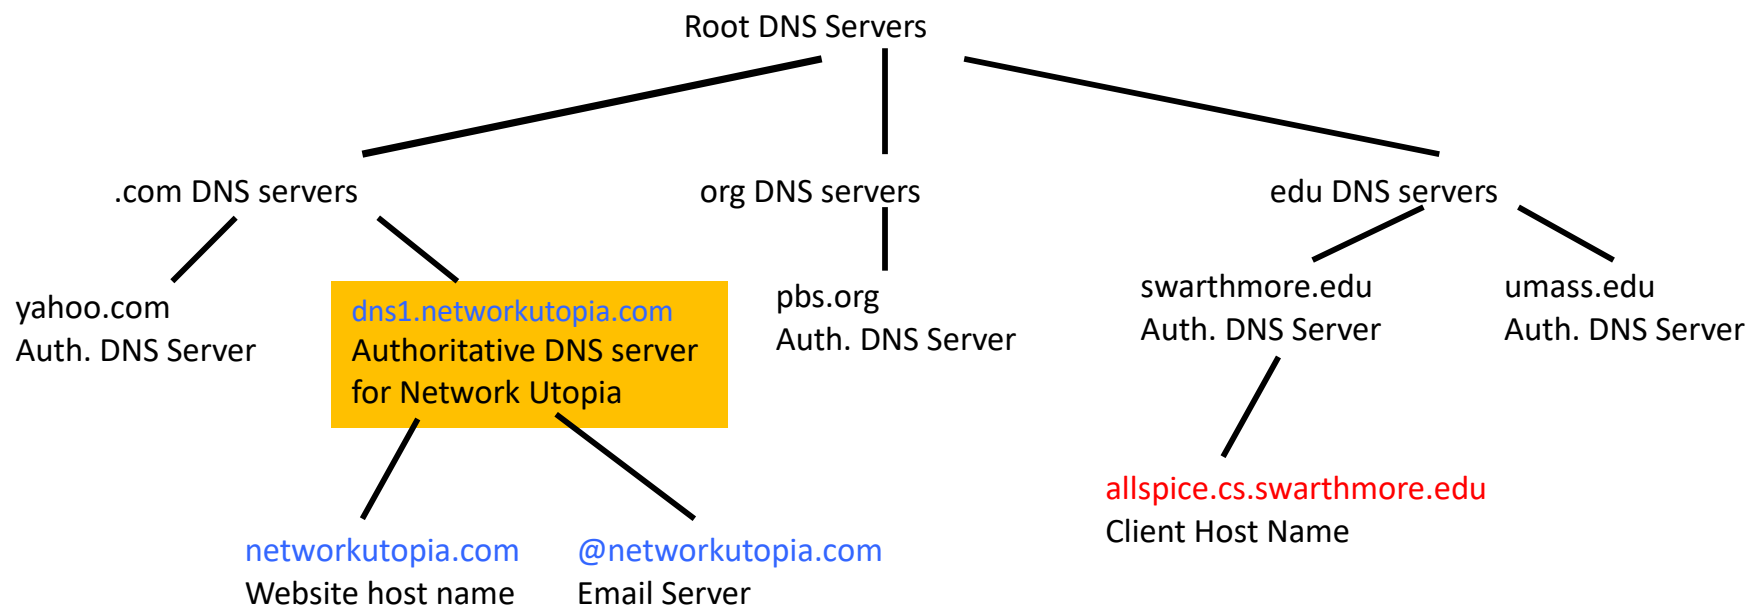 Root DNS Servers
.com DNS servers
org DNS servers
edu DNS servers
yahoo.com
Auth. DNS Server
dns1.networkutopia.com
Authoritative DNS server
for Network Utopia
pbs.org
Auth. DNS Server
swarthmore.edu
Auth. DNS Server
umass.edu
Auth. DNS Server
allspice.cs.swarthmore.edu
Client Host Name
networkutopia.com
Website host name
@networkutopia.com
Email Server